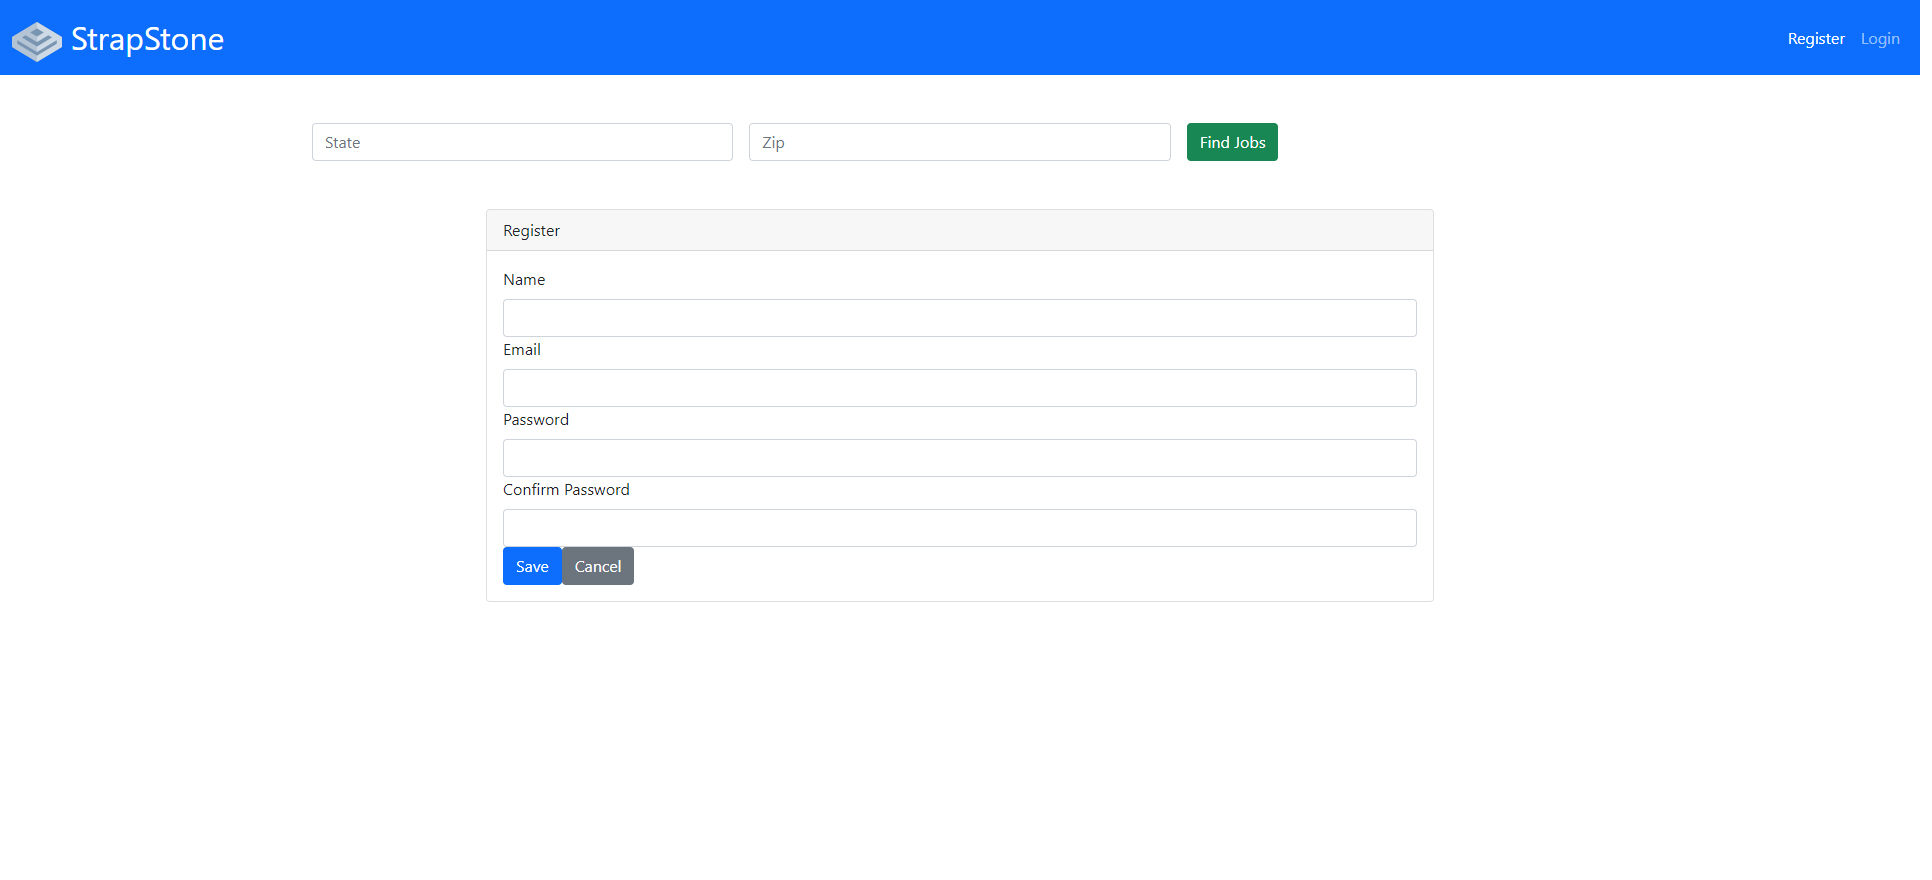 StrapStone
Register Login
State Zip Find Jobs
Register
Name
Email
Password
Confirm Password
Save Cancel